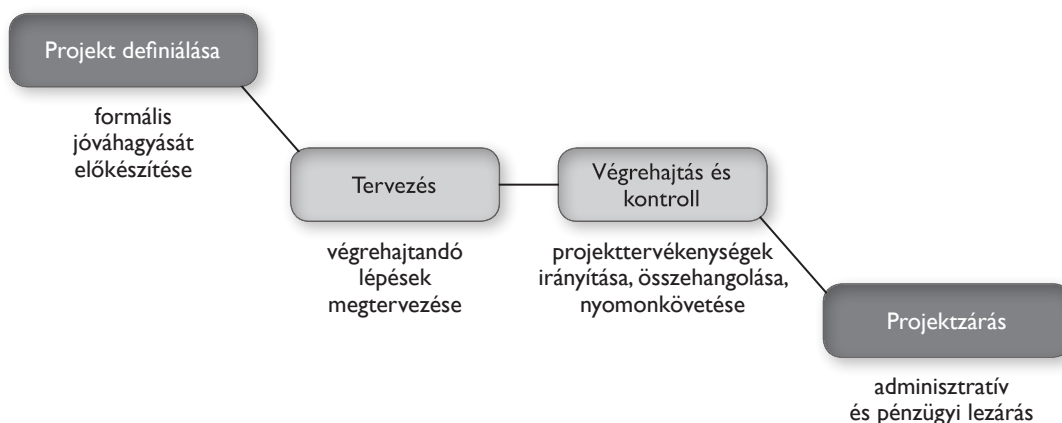 Projekt definiálása
formális
jóváhagyását
előkészítése
Tervezés
végrehajtandó
lépések
megtervezése
Végrehajtás és
kontroll
projekttervékenységek
irányítása, összehangolása,
nyomonkövetése
Projektzárás
adminisztratív
és pénzügyi lezárás